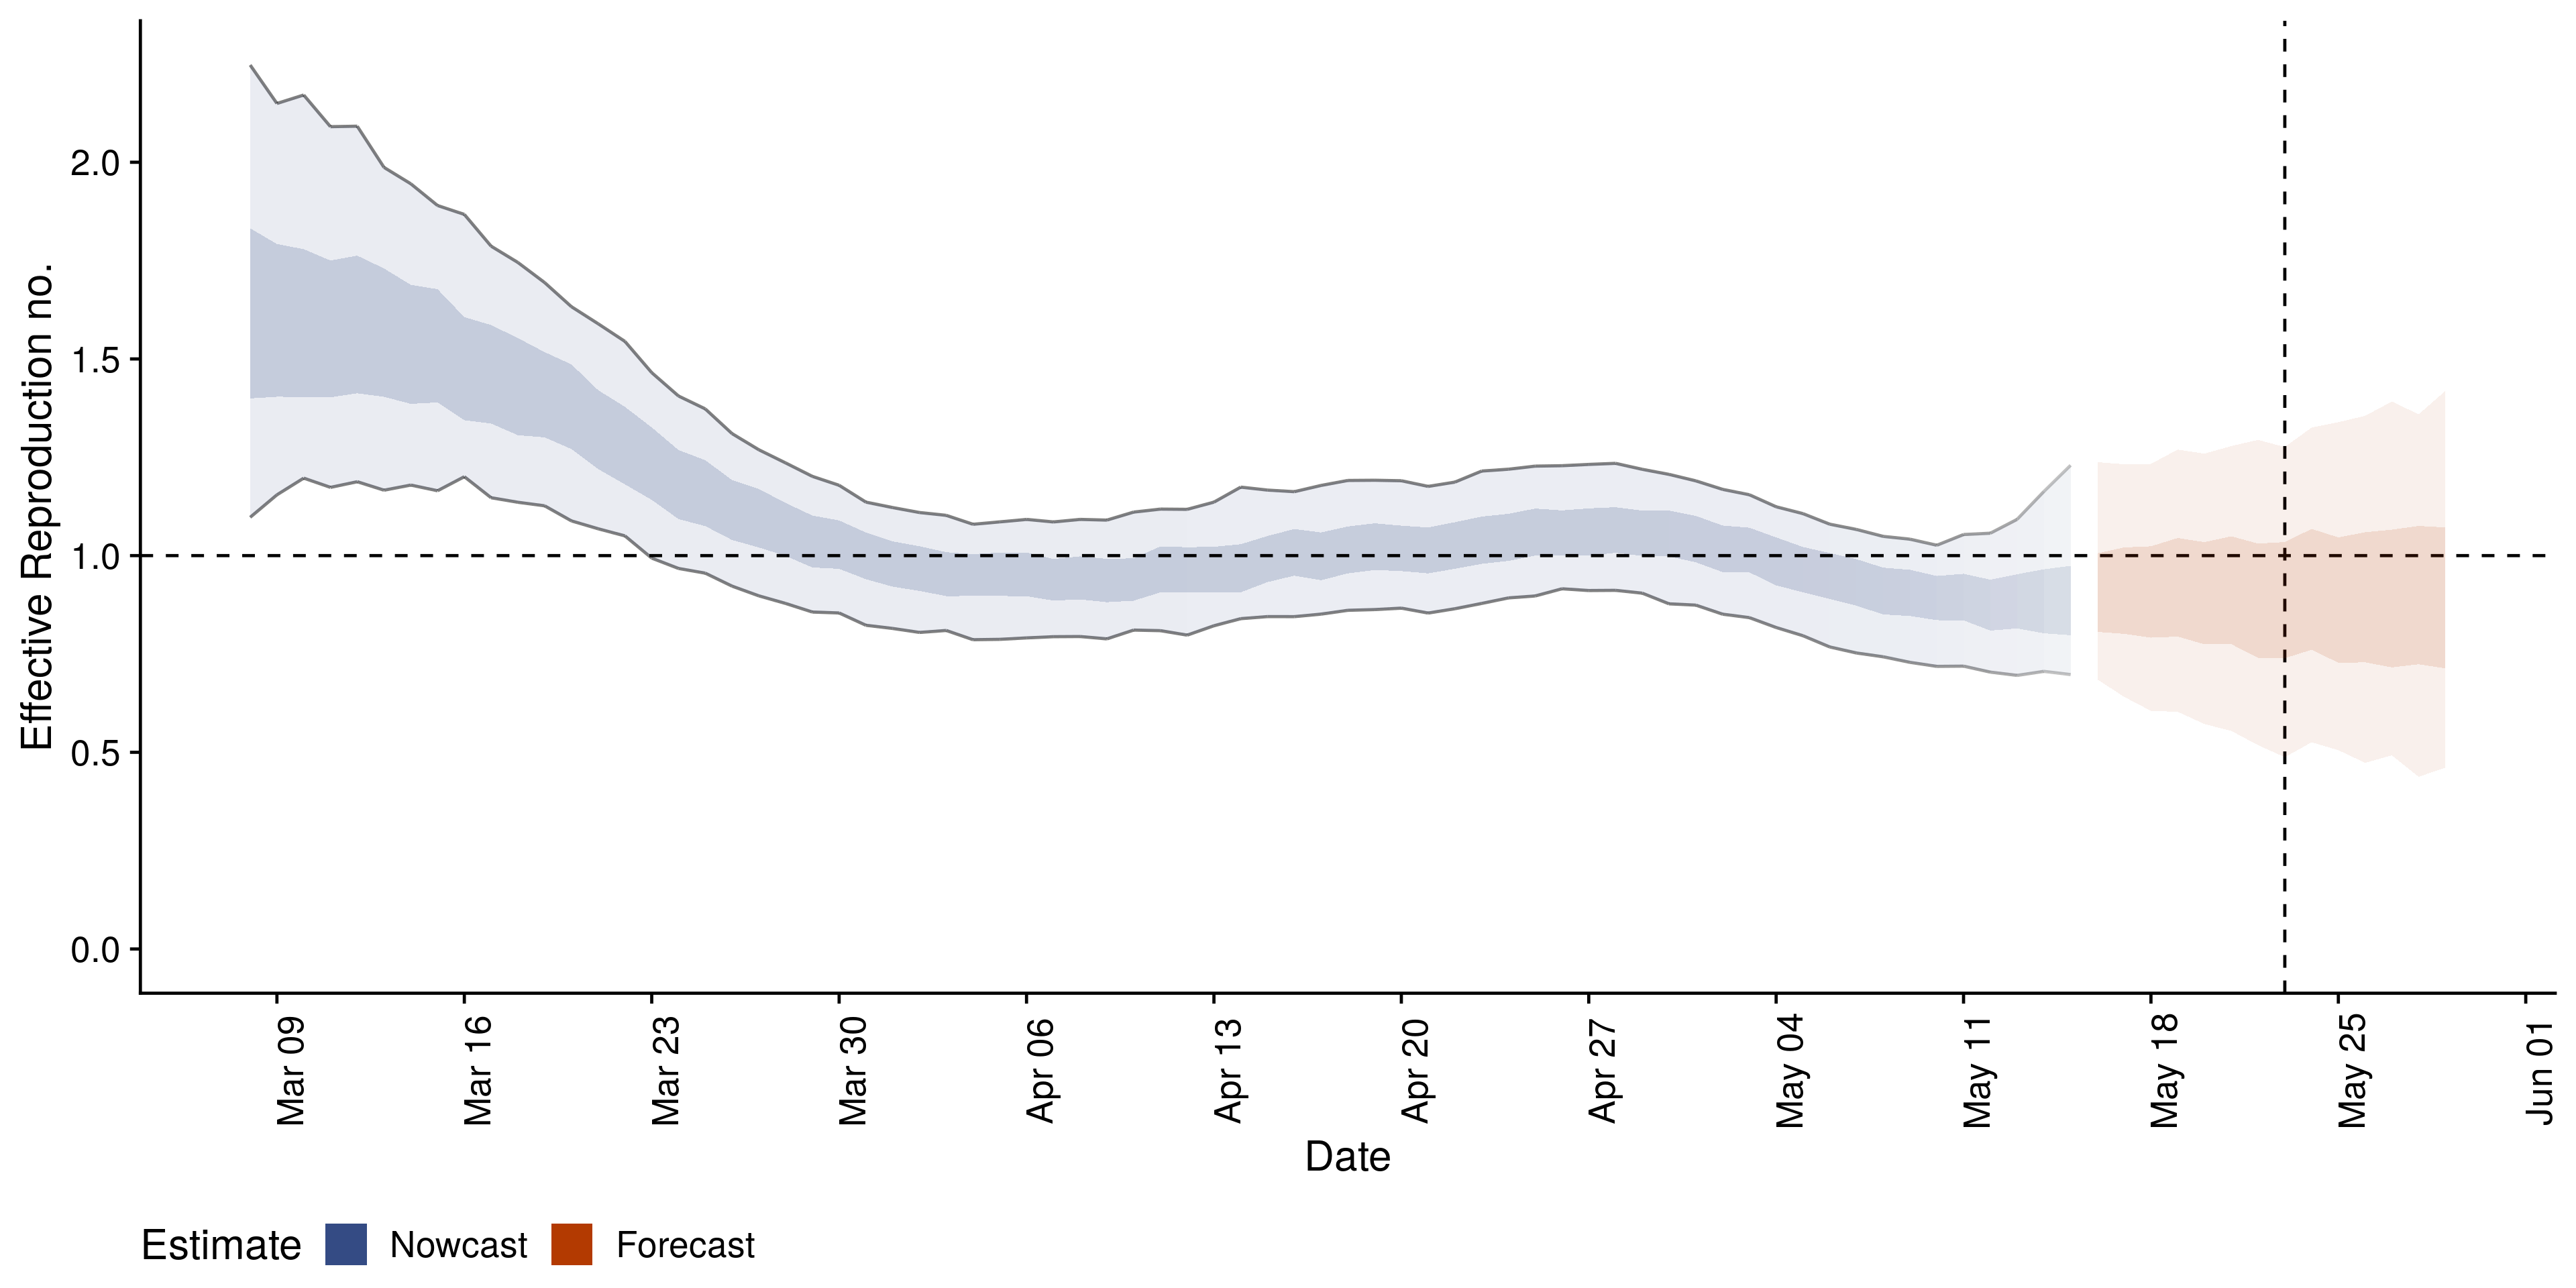 Effective Reproduction no.
2.0
1.5
1.0
0.5
0.0
Mar 09
Mar 16
Mar 23
Mar 30
Apr 06
Apr 13
Apr 20
Apr 27
May 04
May 11
May 18
May 25
Jun 01
Date
Estimate Nowcast Forecast